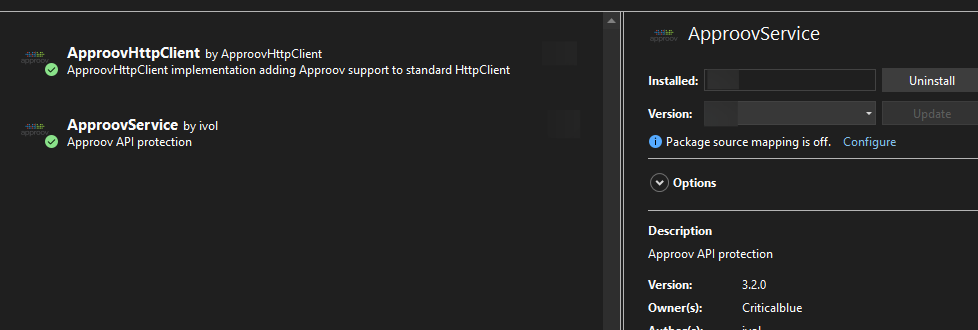 ApproovHttpClient by ApproovHttpClient
ApproovHttpClient implementation adding Approov support to standard HttpClient
ApproovService by ivol
Approov API protection
approov
ApproovService
Installed:
Uninstall
Version:
Update
Package source mapping is off. Configure
Options
Description
Approov API protection
Version: 3.2.0
Owner(s): Criticalblue